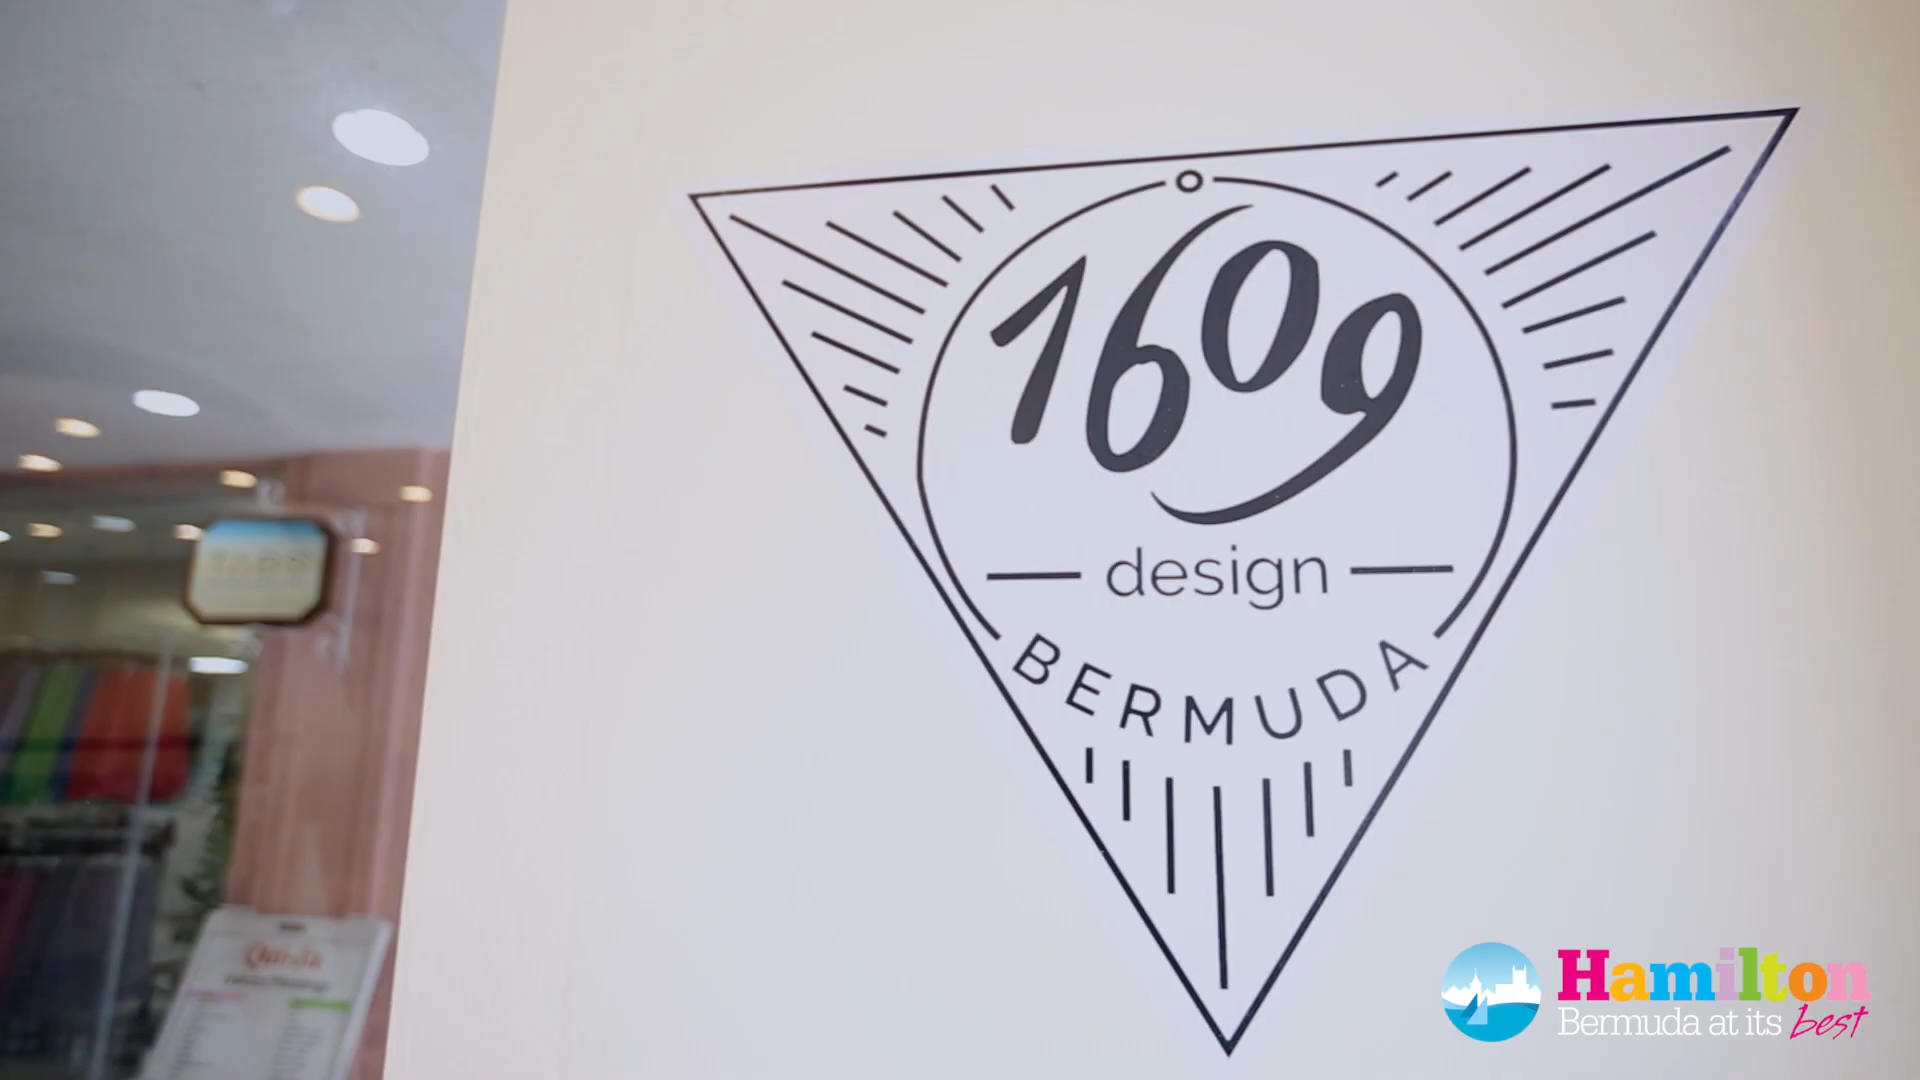 1609
design
BERMUDA
Hamilton
Bermuda at its best